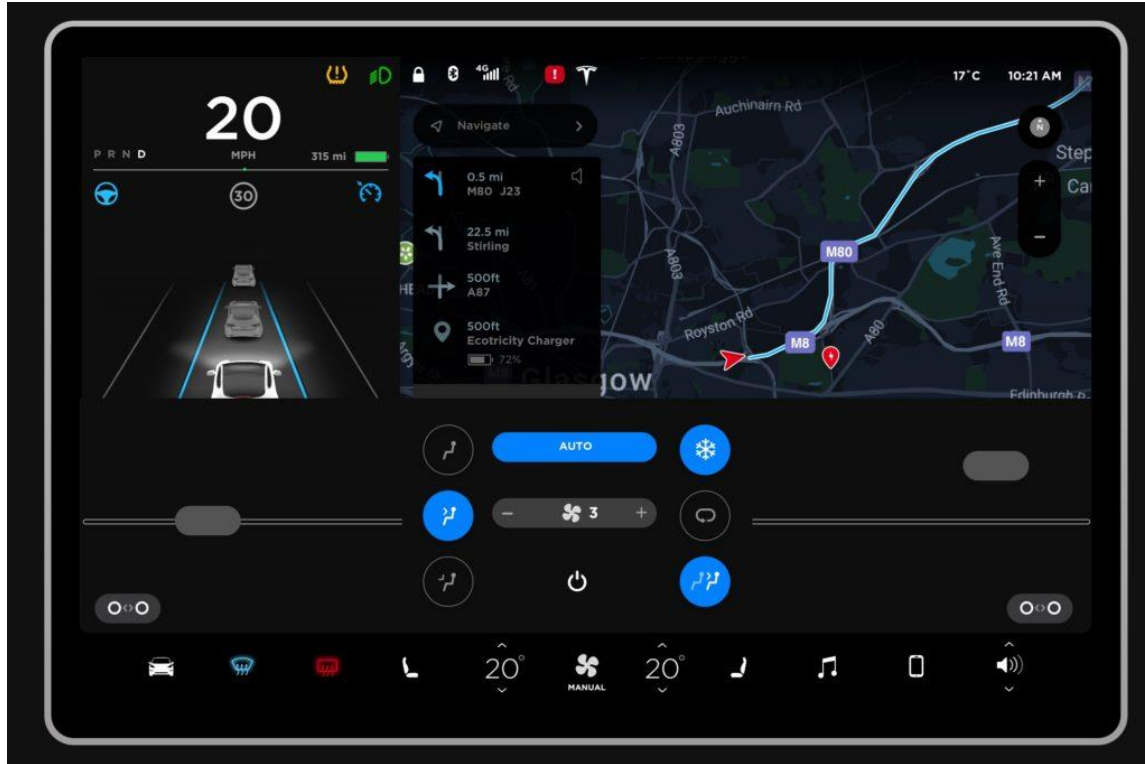 4G
17°C 10:21 AM
20
P R N D MPH 315 mi
30
Navigate
0.5 mi
M80 J23
22.5 mi
Stirling
500ft
A87
500ft
Ecotricity Charger
72%
Auchinairn Rd
A803
N
Step
Ca
+
−
M80
A803
Ave End Rd
Royston Rd
M8
A80
M8
Glasgow
Edinburgh R
AUTO
− 3 +
20° MANUAL 20°